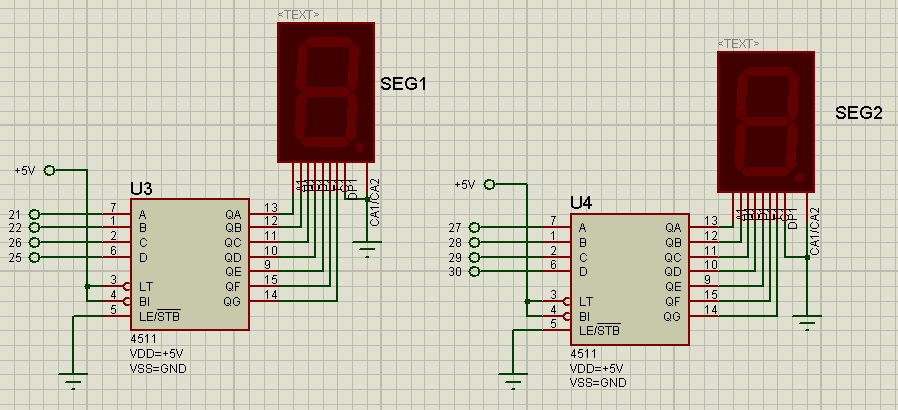 <TEXT>
SEG1
CA1/CA2
DP1
+5V
U3
21
22
26
25
7
1
2
6
3
4
5
A
B
C
D
LT
BI
LE/STB
QA
QB
QC
QD
QE
QF
QG
13
12
11
10
9
15
14
4511
VDD=+5V
VSS=GND
<TEXT>
SEG2
CA1/CA2
DP1
+5V
U4
27
28
29
30
7
1
2
6
3
4
5
A
B
C
D
LT
BI
LE/STB
QA
QB
QC
QD
QE
QF
QG
13
12
11
10
9
15
14
4511
VDD=+5V
VSS=GND